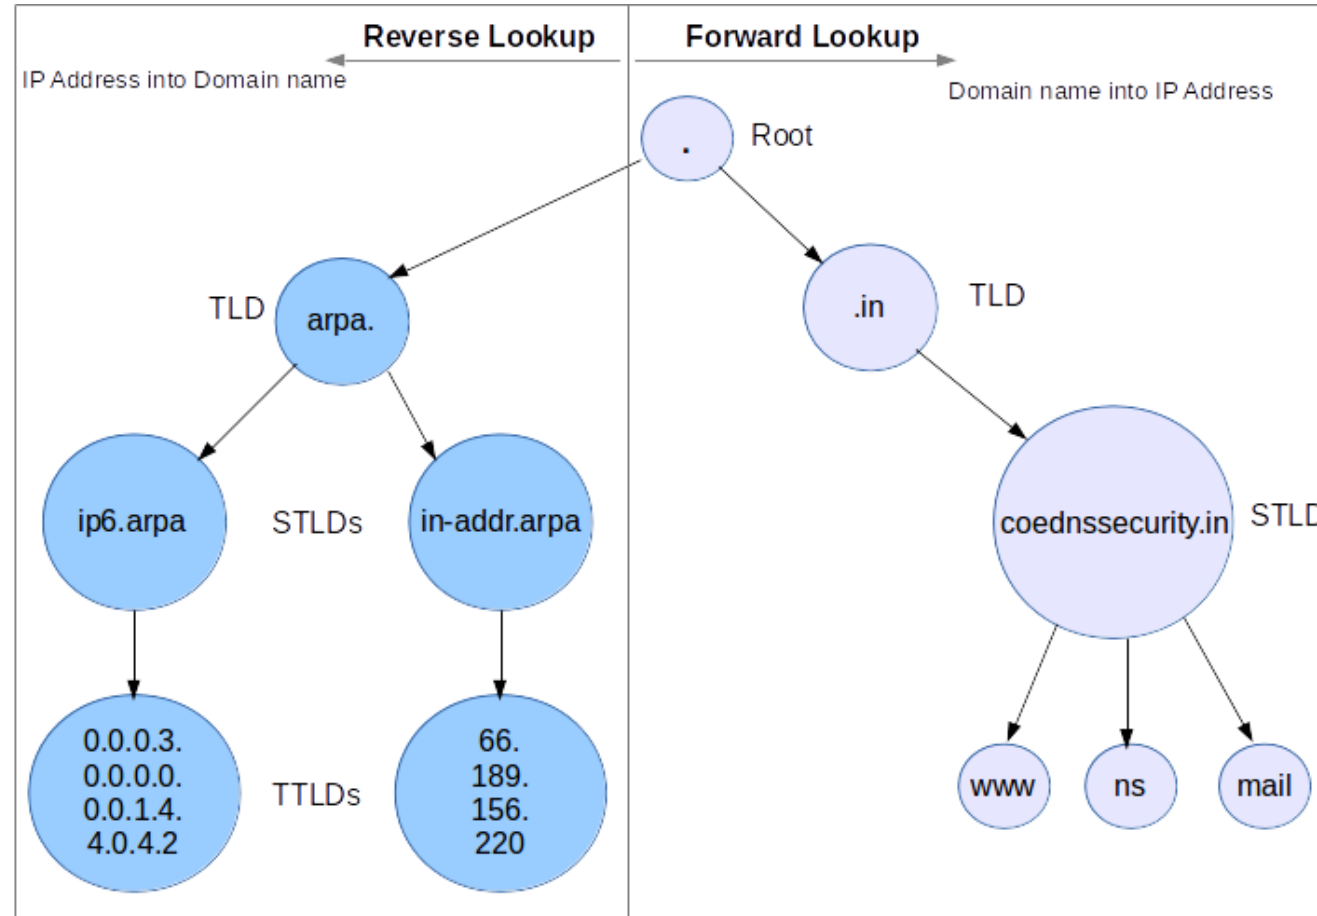 Reverse Lookup
Forward Lookup
IP Address into Domain name
Domain name into IP Address
.
Root
TLD
arpa.
.in
TLD
ip6.arpa
STLDs
in-addr.arpa
coednssecurity.in
STLD
0.0.0.3.
0.0.0.0.
0.0.1.4.
4.0.4.2
TTLDs
66.
189.
156.
220
www
ns
mail